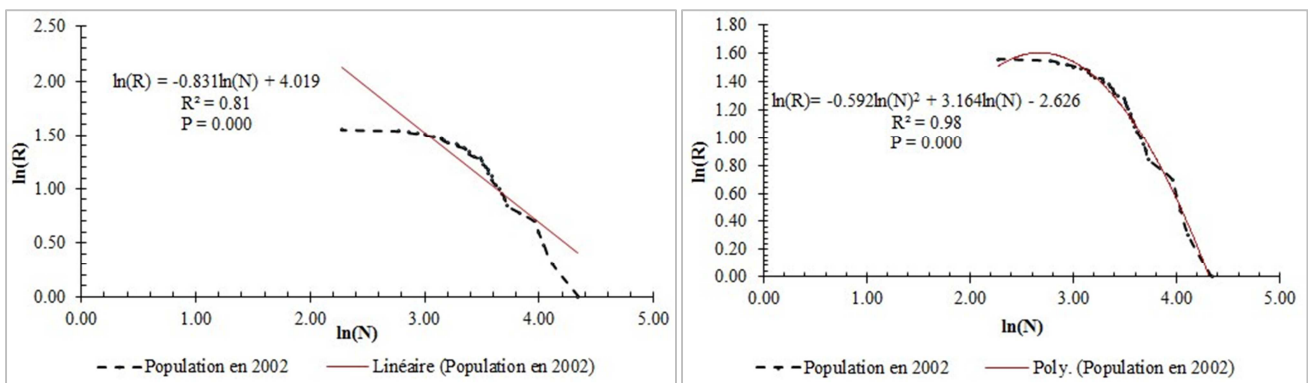 2.50
2.00
1.50
1.00
0.50
0.00
ln(R)
ln(R) = -0.831ln(N) + 4.019
R² = 0.81
P = 0.000
0.00 1.00 2.00 3.00 4.00 5.00
ln(N)
Population en 2002 Linéaire (Population en 2002)
1.80
1.60
1.40
1.20
1.00
0.80
0.60
0.40
0.20
0.00
ln(R)
ln(R)= -0.592ln(N)² + 3.164ln(N) - 2.626
R² = 0.98
P = 0.000
0.00 1.00 2.00 3.00 4.00 5.00
ln(N)
Population en 2002 Poly. (Population en 2002)